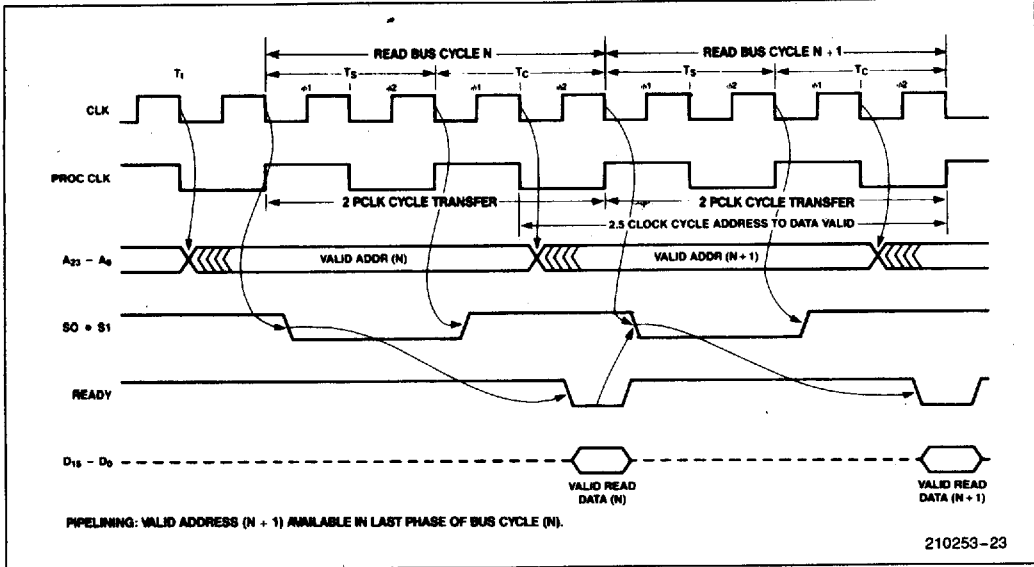 READ BUS CYCLE N
READ BUS CYCLE N + 1
TI
TS
TC
TS
TC
ϕ1
ϕ2
ϕ1
ϕ2
ϕ1
ϕ2
ϕ1
ϕ2
CLK
PROC CLK
2 PCLK CYCLE TRANSFER
2 PCLK CYCLE TRANSFER
2.5 CLOCK CYCLE ADDRESS TO DATA VALID
A23 – A0
VALID ADDR (N)
VALID ADDR (N + 1)
SO • S1
READY
D15 – D0
VALID READ
DATA (N)
VALID READ
DATA (N + 1)
PIPELINING: VALID ADDRESS (N + 1) AVAILABLE IN LAST PHASE OF BUS CYCLE (N).
210253–23